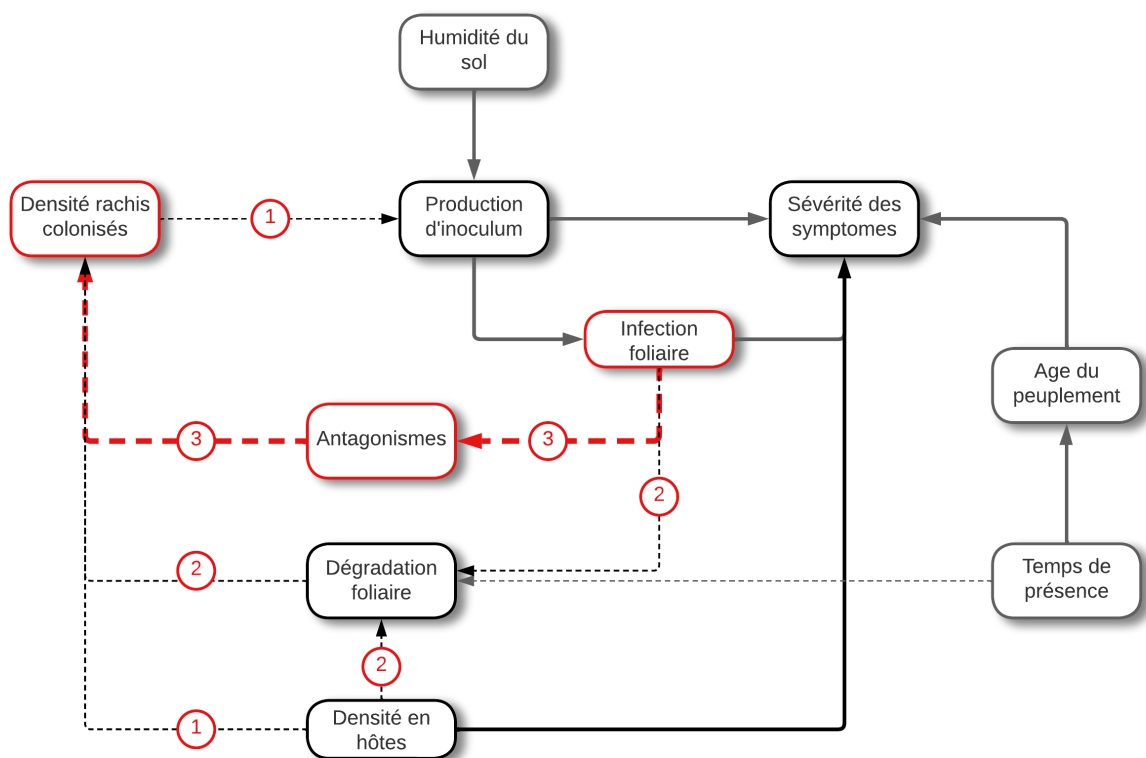 Humidité du
sol
Densité rachis
colonisés
1
Production
d'inoculum
Sévérité des
symptomes
Infection
foliaire
Age du
peuplement
3
Antagonismes
3
2
2
Dégradation
foliaire
Temps de
présence
2
1
Densité en
hôtes